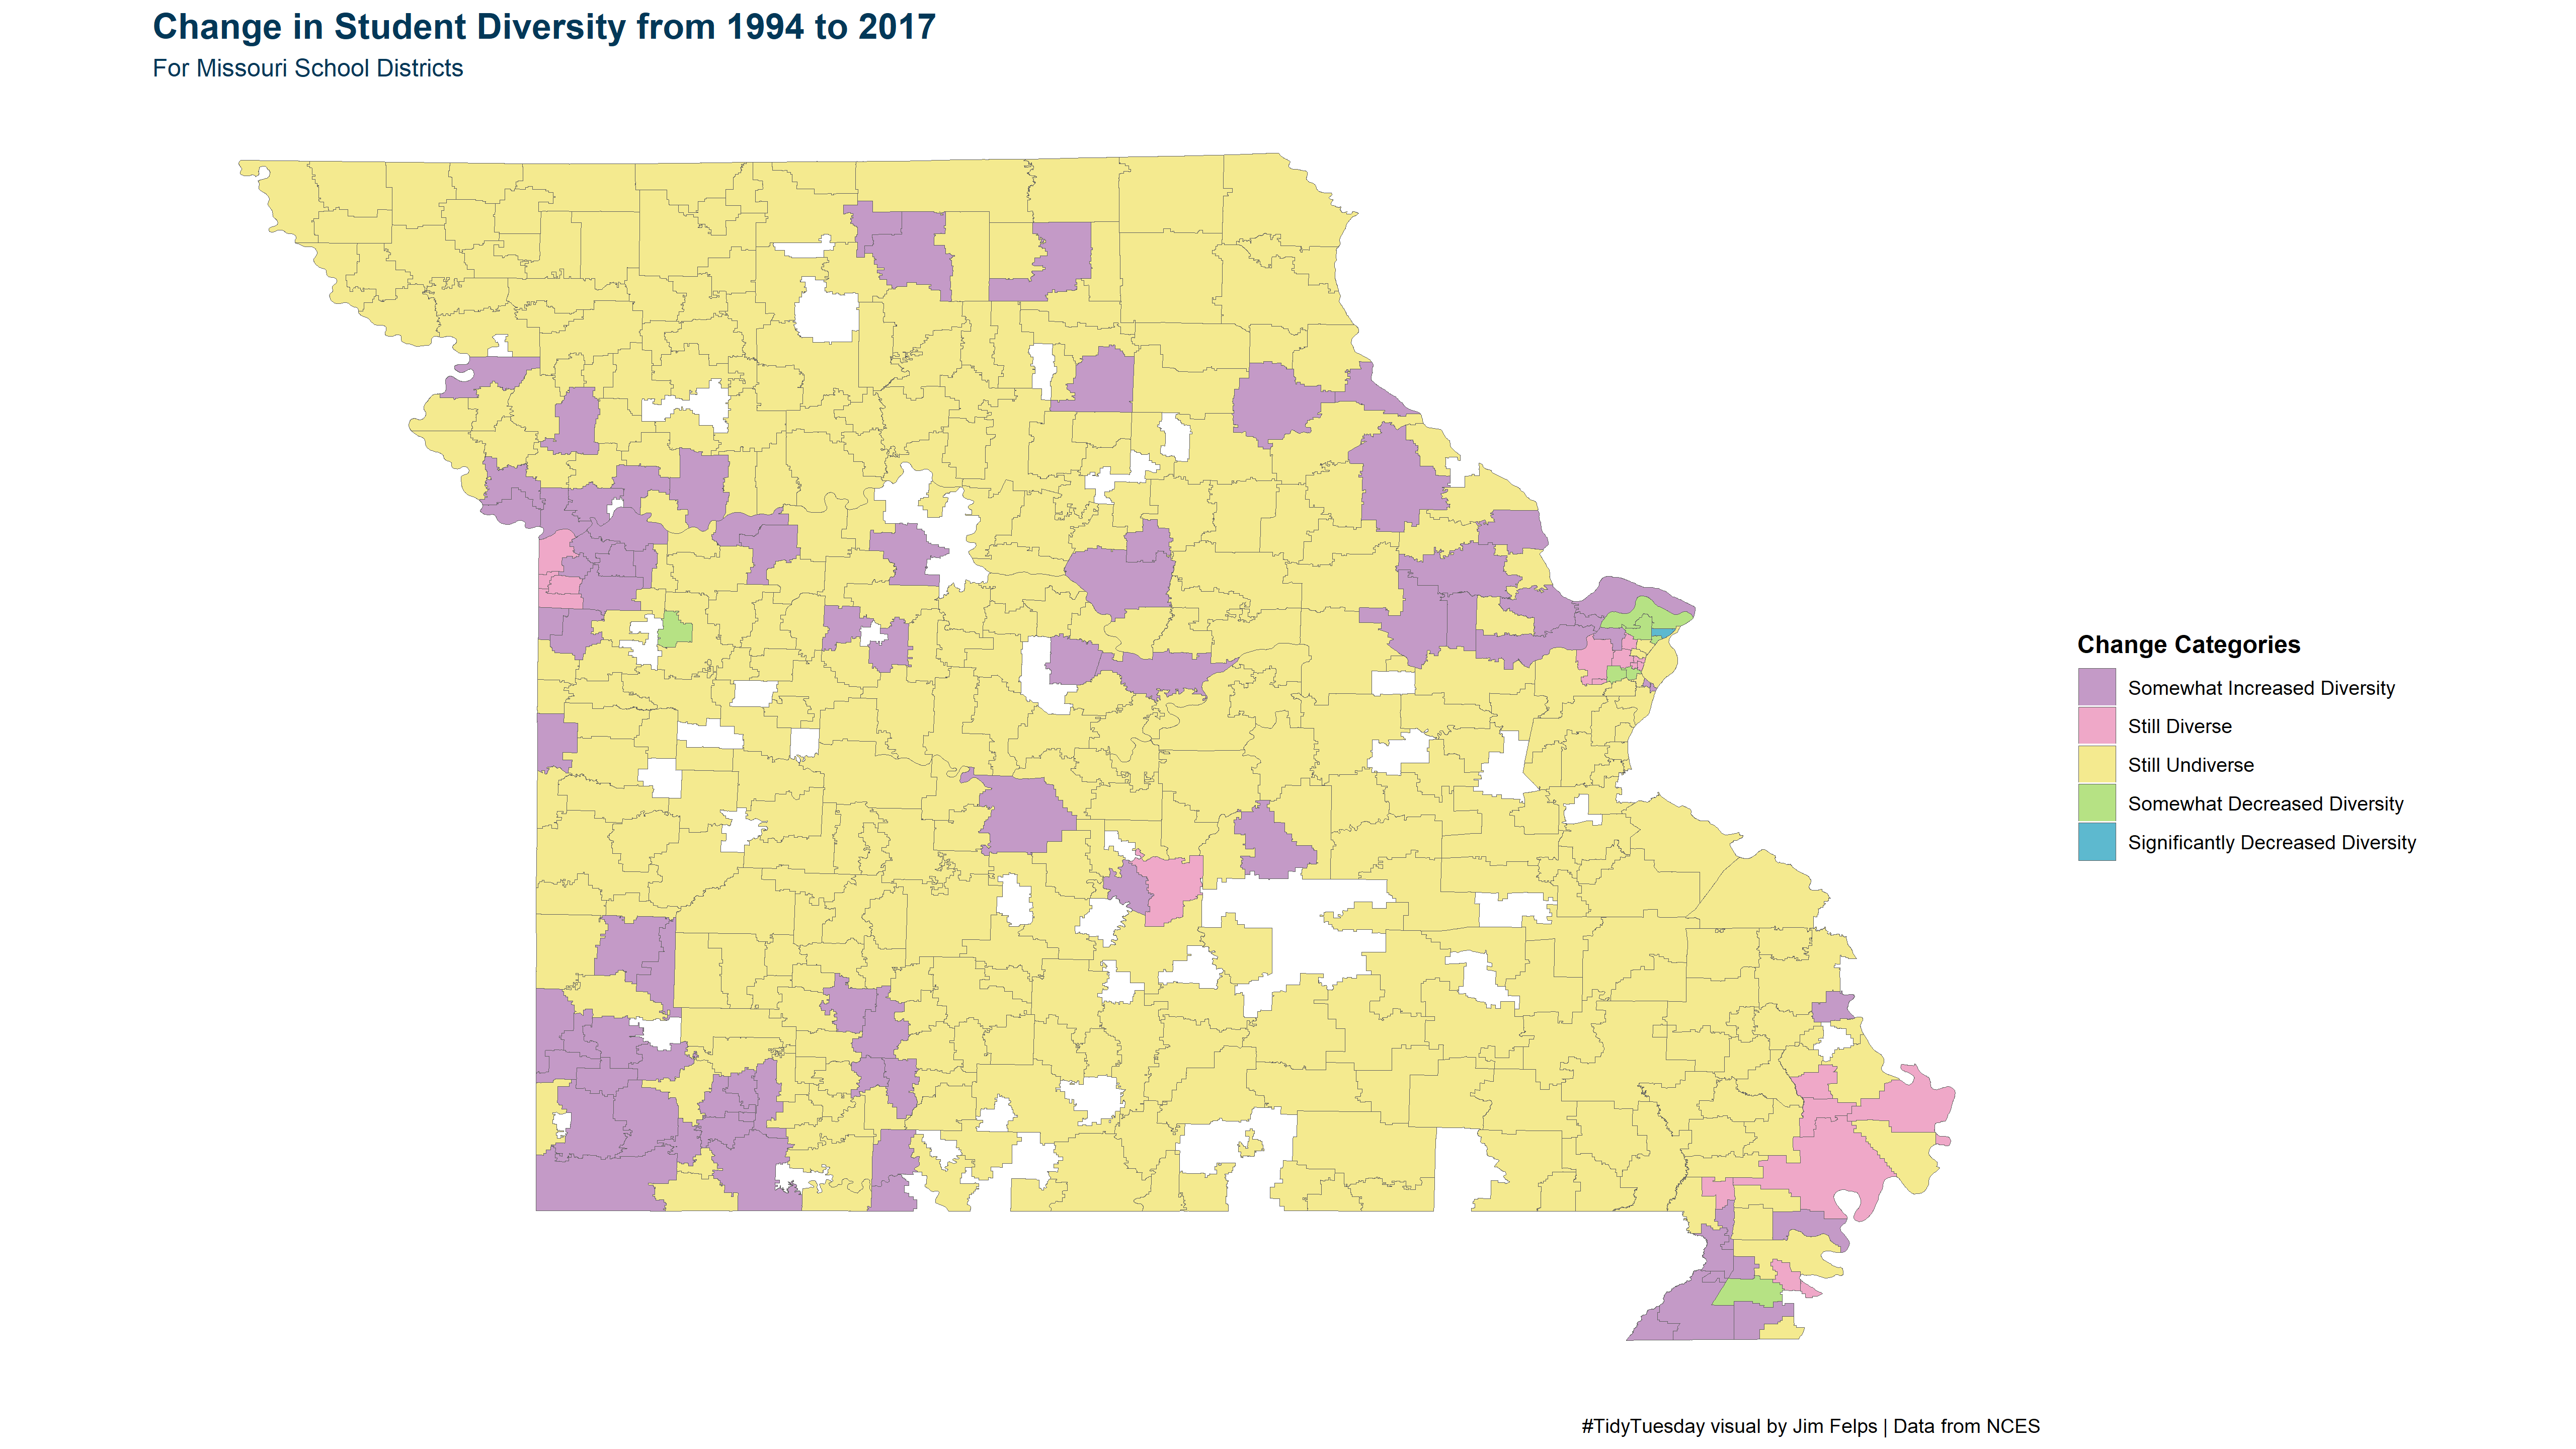 Change in Student Diversity from 1994 to 2017
For Missouri School Districts
Change Categories
Somewhat Increased Diversity
Still Diverse
Still Undiverse
Somewhat Decreased Diversity
Significantly Decreased Diversity
#TidyTuesday visual by Jim Felps | Data from NCES